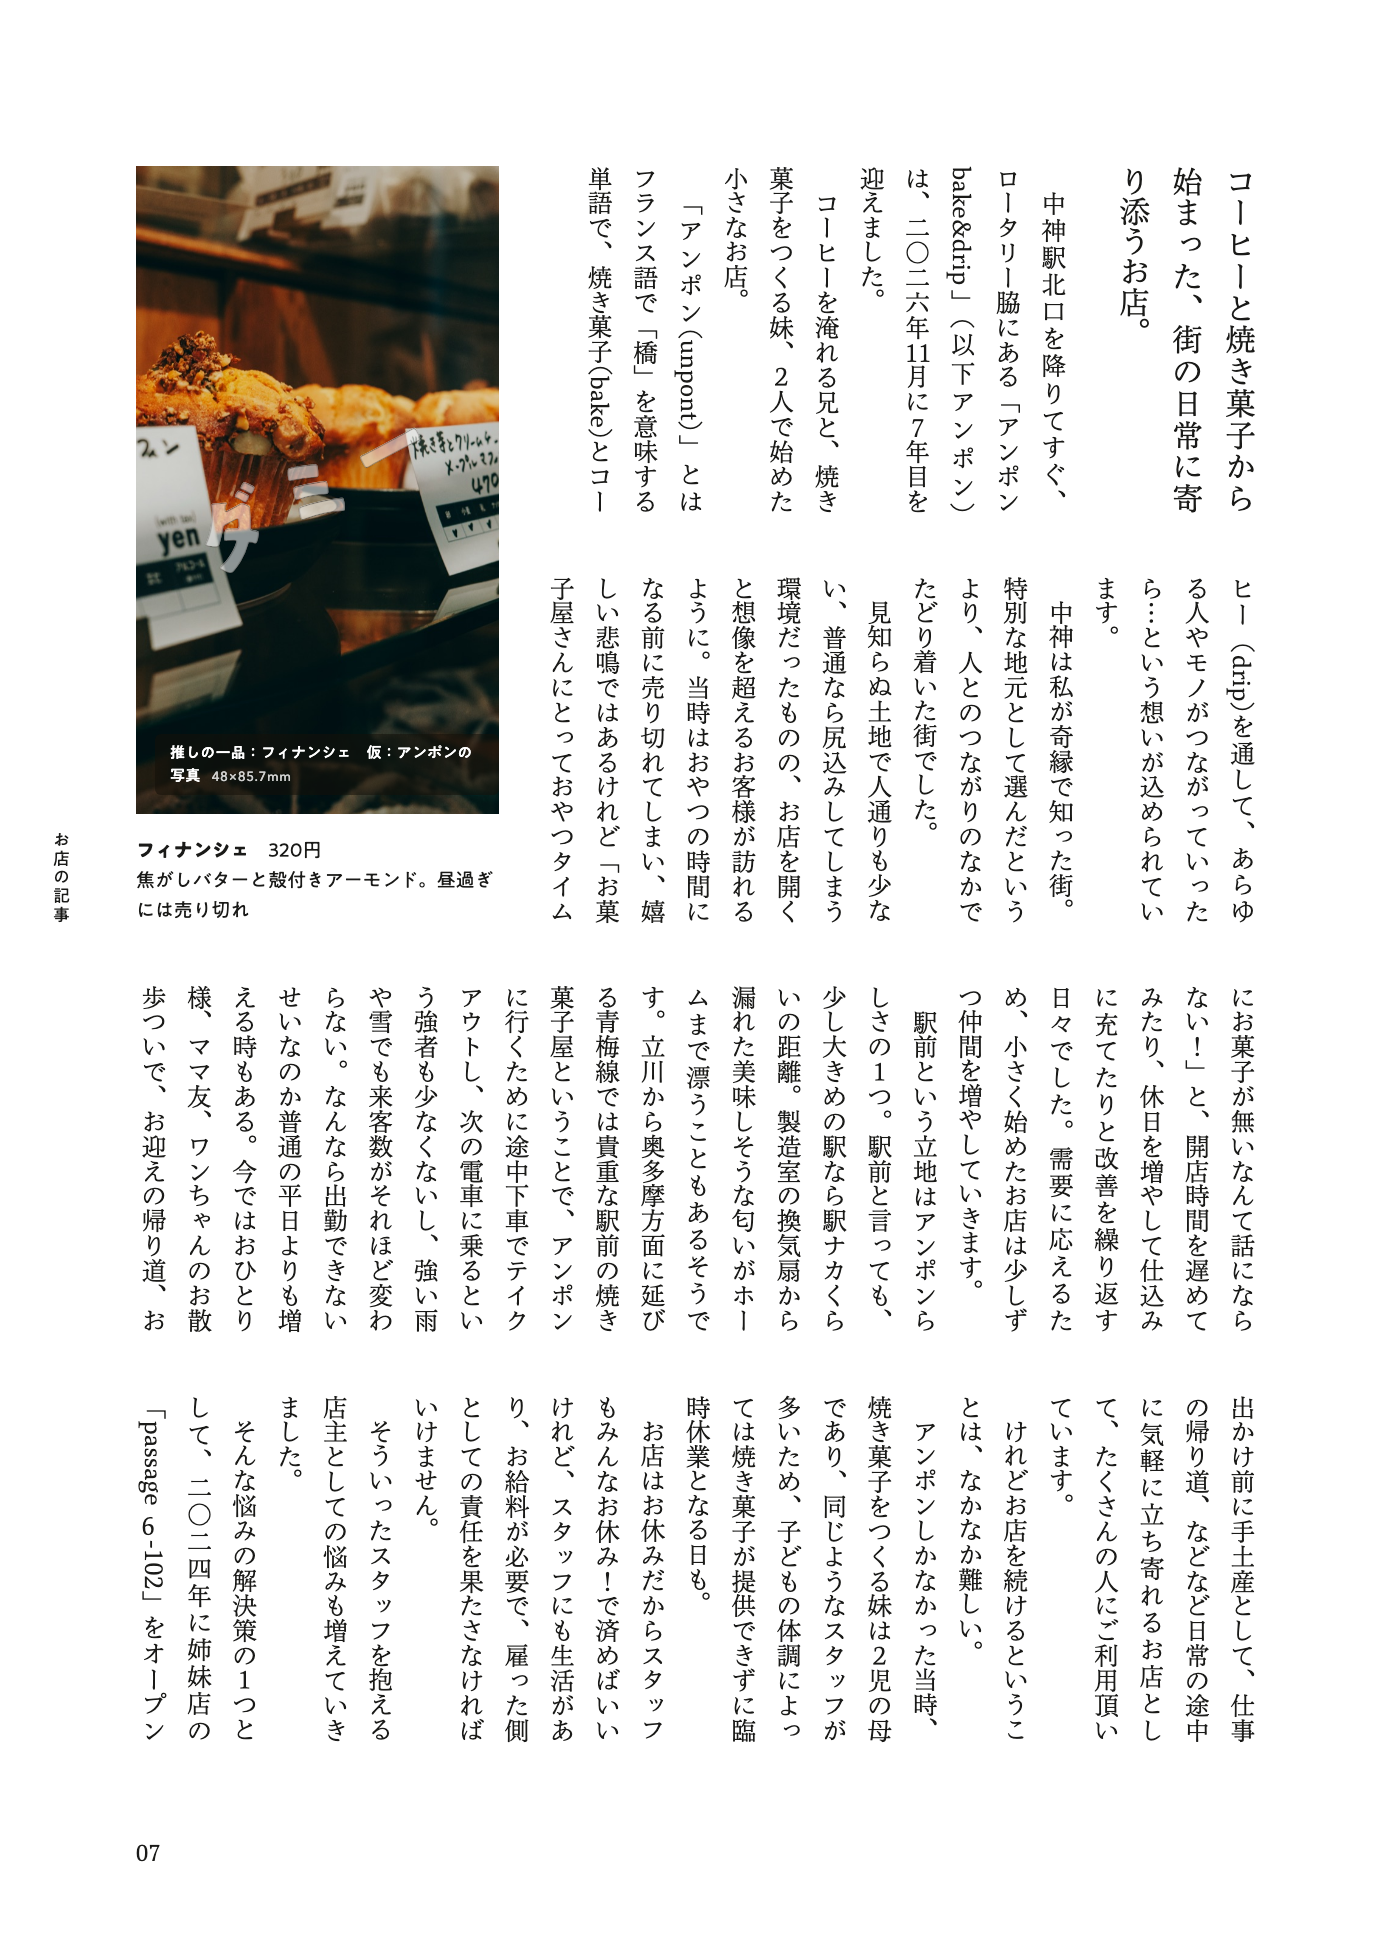 コーヒーと焼き菓子から
始まった、街の日常に寄
り添うお店。
中神駅北口を降りてすぐ、
ロータリー脇にある「アンポン
bake&drip」（以下アンポン）
は、二〇二六年11月に7年目を
迎えました。
コーヒーを淹れる兄と、焼き
菓子をつくる妹、2人で始めた
小さなお店。
「アンポン(unpont)」とは
フランス語で「橋」を意味する
単語で、焼き菓子(bake)とコー
ヒー（drip)を通して、あらゆ
る人やモノがつながっていった
ら…という想いが込められてい
ます。
中神は私が奇縁で知った街。
特別な地元として選んだという
より、人とのつながりのなかで
たどり着いた街でした。
見知らぬ土地で人通りも少な
い、普通なら尻込みしてしまう
環境だったものの、お店を開く
と想像を超えるお客様が訪れる
ように。当時はおやつの時間に
なる前に売り切れてしまい、嬉
しい悲鳴ではあるけれど「お菓
子屋さんにとっておやつタイム
にお菓子が無いなんて話になら
ない！」と、開店時間を遅めて
みたり、休日を増やして仕込み
に充てたりと改善を繰り返す
日々でした。需要に応えるた
め、小さく始めたお店は少しず
つ仲間を増やしていきます。
駅前という立地はアンポンら
しさの1つ。駅前と言っても、
少し大きめの駅なら駅ナカくら
いの距離。製造室の換気扇から
漏れた美味しそうな匂いがホー
ムまで漂うこともあるそうで
す。立川から奥多摩方面に延び
る青梅線では貴重な駅前の焼き
菓子屋ということで、アンポン
に行くために途中下車でテイク
アウトし、次の電車に乗るとい
う強者も少なくないし、強い雨
や雪でも来客数がそれほど変わ
らない。なんなら出勤できない
せいなのか普通の平日よりも増
える時もある。今ではおひとり
様、ママ友、ワンちゃんのお散
歩ついで、お迎えの帰り道、お
出かけ前に手土産として、仕事
の帰り道、などなど日常の途中
に気軽に立ち寄れるお店とし
て、たくさんの人にご利用頂い
ています。
けれどお店を続けるというこ
とは、なかなか難しい。
アンポンしかなかった当時、
焼き菓子をつくる妹は2児の母
であり、同じようなスタッフが
多いため、子どもの体調によっ
ては焼き菓子が提供できずに臨
時休業となる日も。
お店はお休みだからスタッフ
もみんなお休み！で済めばいい
けれど、スタッフにも生活があ
り、お給料が必要で、雇った側
としての責任を果たさなければ
いけません。
そういったスタッフを抱える
店主としての悩みも増えていき
ました。
そんな悩みの解決策の1つと
して、二〇二四年に姉妹店の
「passage 6-102」をオープン
フィン
(with tax)
yen
焼き芋とクリームチー
メープルマフ
470
ダミー
推しの一品：フィナンシェ　仮：アンポンの
写真 48×85.7mm
フィナンシェ　320円
焦がしバターと殻付きアーモンド。昼過ぎ
には売り切れ
お店の記事
07